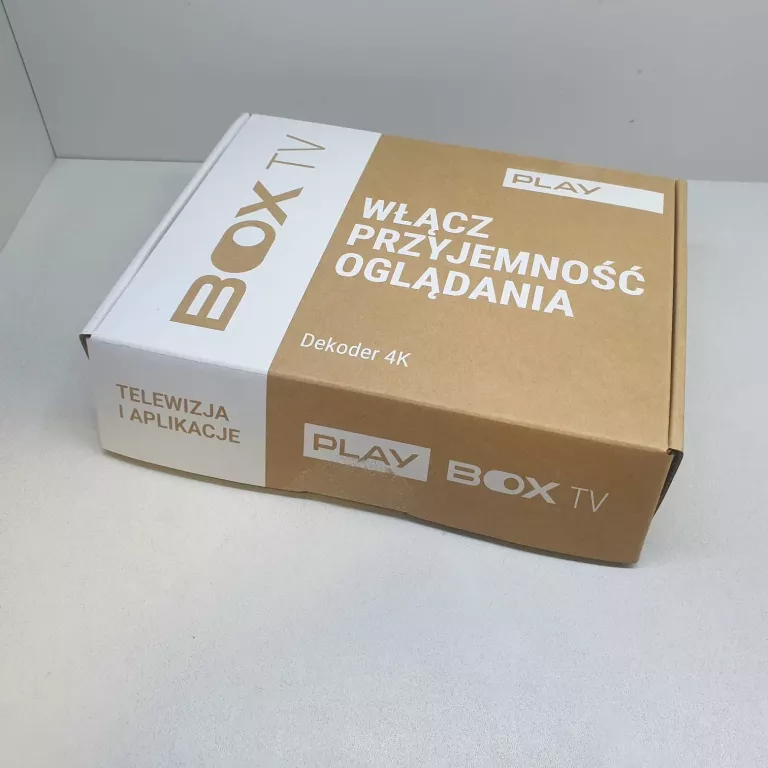 BOX TV
PLAY
WŁĄCZ
PRZYJEMNOŚĆ
OGLĄDANIA
Dekoder 4K
TELEWIZJA
I APLIKACJE
PLAY BOX TV